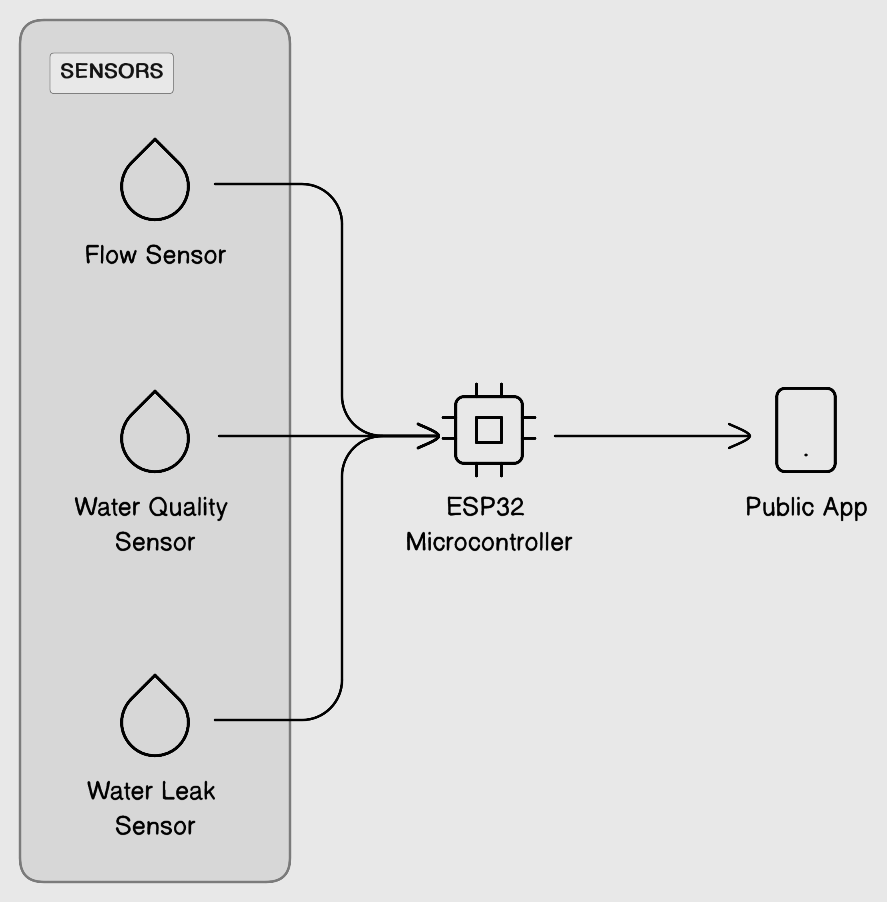 SENSORS
Flow Sensor
Water Quality
Sensor
Water Leak
Sensor
ESP32
Microcontroller
Public App